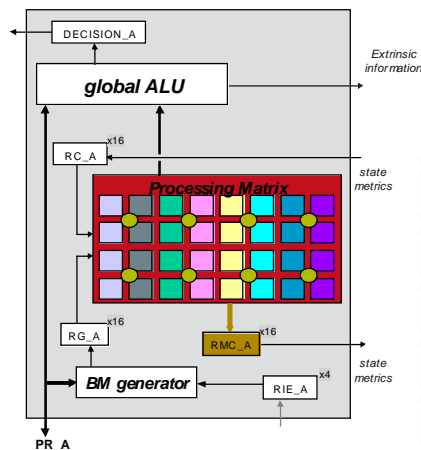 DECISION_A
global ALU
Extrinsic
information
x16
RC_A
state
metrics
Processing Matrix
x16
RG_A
x16
RMC_A
state
metrics
BM generator
x4
RIE_A
PR_A